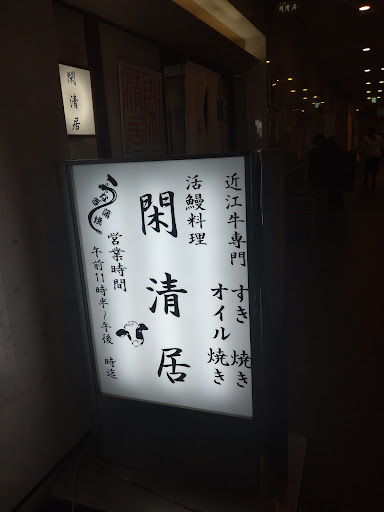 近江牛専門 すき焼き
オイル焼き
活鰻料理
閑清居
営業時間
午前11時半〜午後 時迄
閑清居